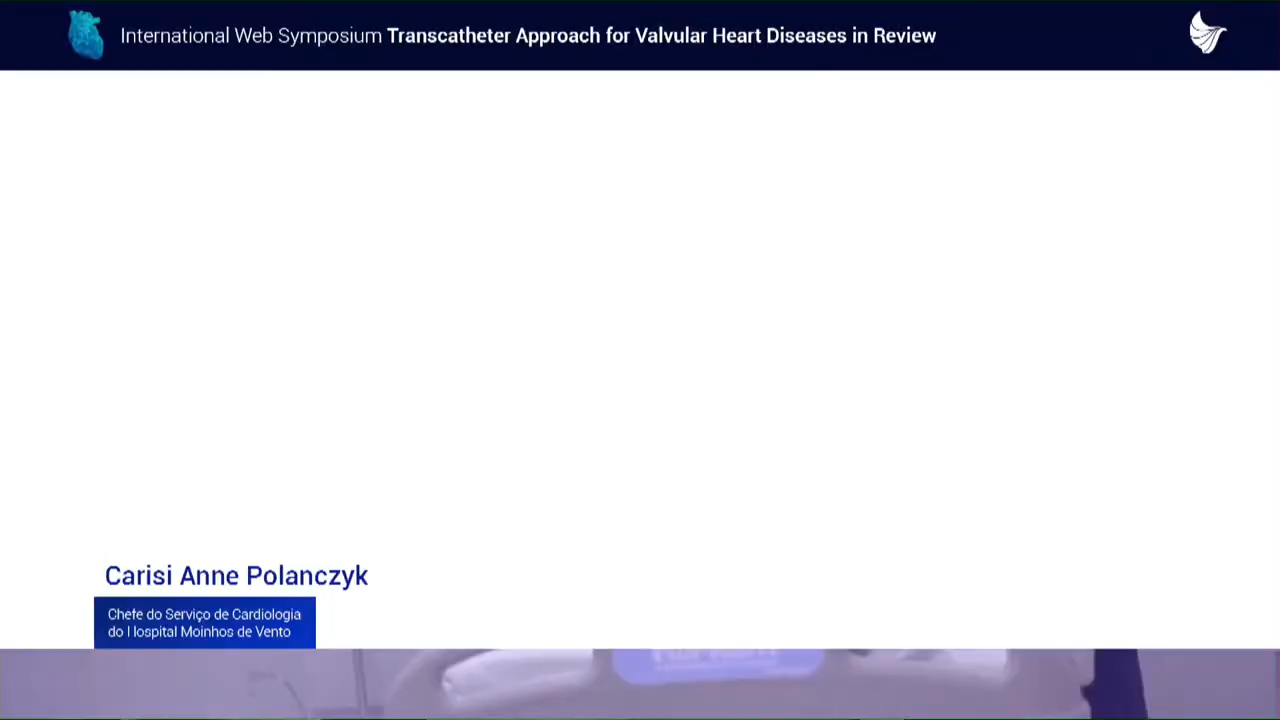 International Web Symposium Transcatheter Approach for Valvular Heart Diseases in Review
Carisi Anne Polanczyk
Chefe do Serviço de Cardiologia
do Hospital Moinhos de Vento